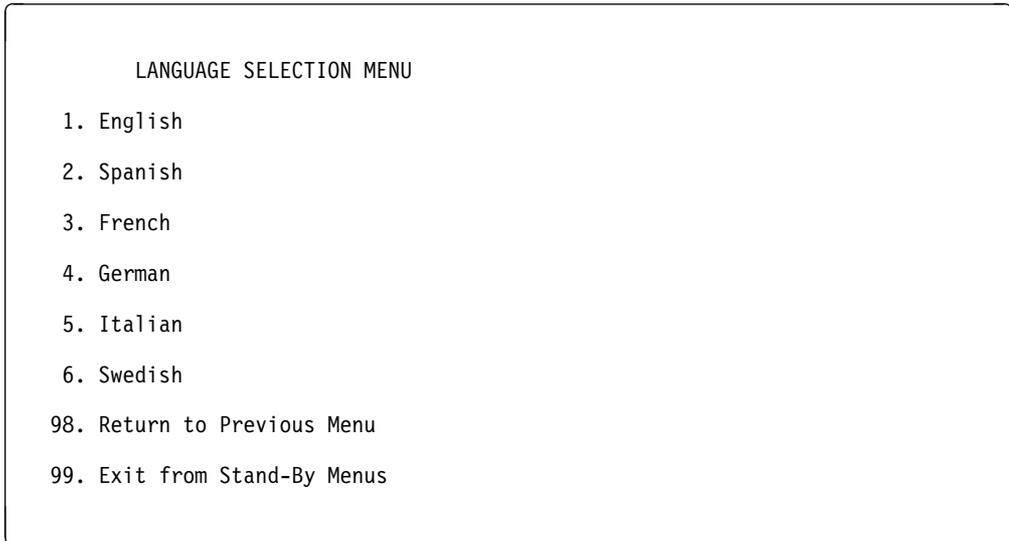 LANGUAGE SELECTION MENU
1. English
2. Spanish
3. French
4. German
5. Italian
6. Swedish
98. Return to Previous Menu
99. Exit from Stand-By Menus